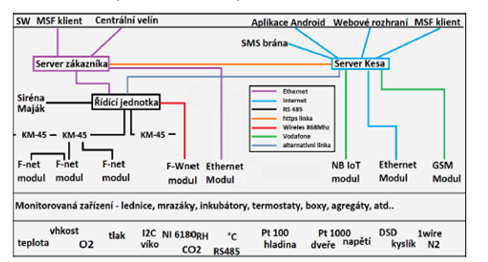 SW MSF klient Centrální velín Aplikace Android Webové rozhraní MSF klient
SMS brána
Server zákazníka Server Kesa
Siréna
Maják
Řídící jednotka
Ethernet
Internet
RS 485
https linka
Wireles 868Mhz
Vodafone
alternativní linka
KM-45 KM-45 KM-45
F-net
modul
F-net
modul
F-net
modul
F-Wnet
modul
Ethernet
Modul
NB IoT
modul
Ethernet
Modul
GSM
Modul
Monitorovaná zařízení - lednice, mrazáky, inkubátory, termostaty, boxy, agregáty, atd..
teplota vhkost O2 tlak I2C víko NI 6180 RH CO2 °C RS485 Pt 100 hladina Pt 1000 dveře napětí DSD kyslík 1wire N2